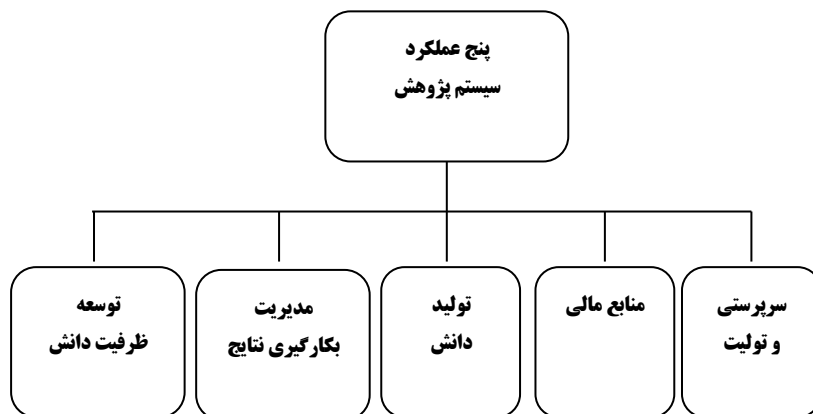 پنج عملکرد
سیستم پژوهش
سرپرستی
و تولیت
منابع مالی
تولید
دانش
مدیریت
بکارگیری نتایج
توسعه
ظرفیت دانش